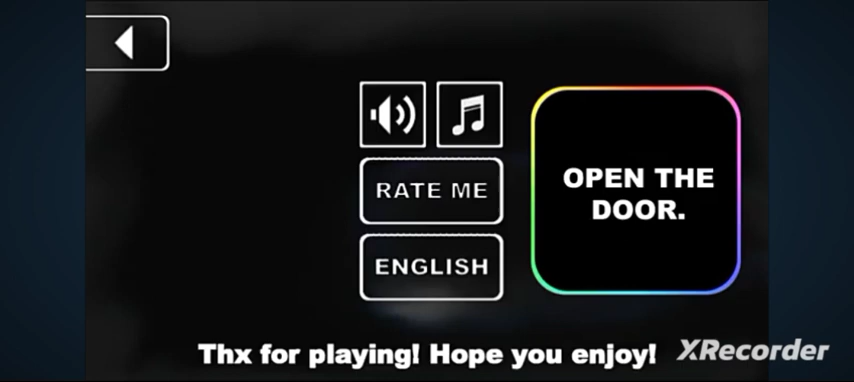 RATE ME
ENGLISH
OPEN THE
DOOR.
Thx for playing! Hope you enjoy!
XRecorder